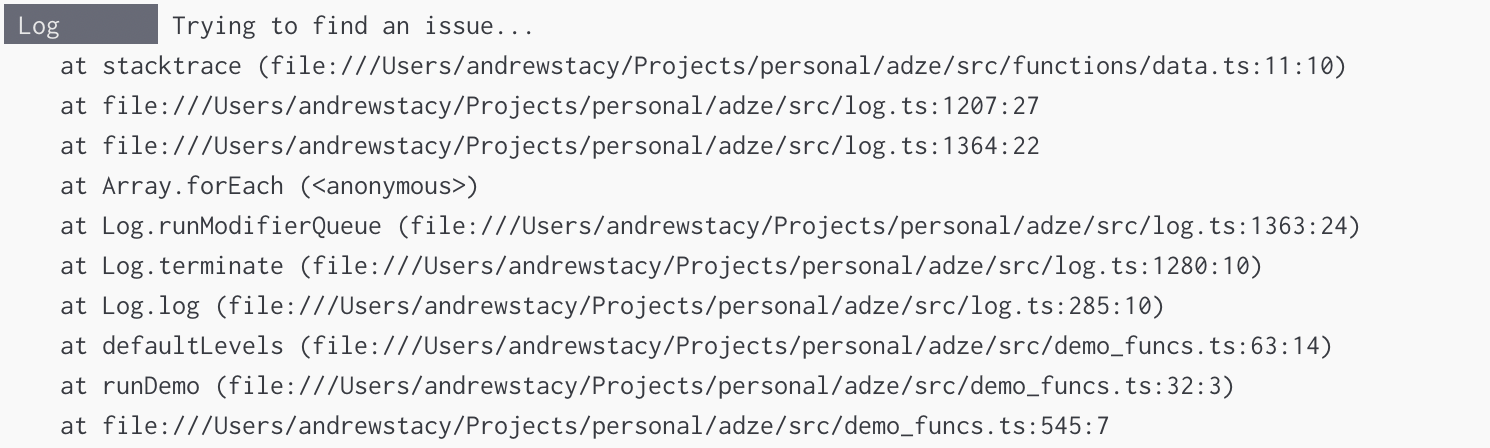 Log Trying to find an issue...
at stacktrace (file:///Users/andrewstacy/Projects/personal/adze/src/functions/data.ts:11:10)
at file:///Users/andrewstacy/Projects/personal/adze/src/log.ts:1207:27
at file:///Users/andrewstacy/Projects/personal/adze/src/log.ts:1364:22
at Array.forEach (<anonymous>)
at Log.runModifierQueue (file:///Users/andrewstacy/Projects/personal/adze/src/log.ts:1363:24)
at Log.terminate (file:///Users/andrewstacy/Projects/personal/adze/src/log.ts:1280:10)
at Log.log (file:///Users/andrewstacy/Projects/personal/adze/src/log.ts:285:10)
at defaultLevels (file:///Users/andrewstacy/Projects/personal/adze/src/demo_funcs.ts:63:14)
at runDemo (file:///Users/andrewstacy/Projects/personal/adze/src/demo_funcs.ts:32:3)
at file:///Users/andrewstacy/Projects/personal/adze/src/demo_funcs.ts:545:7